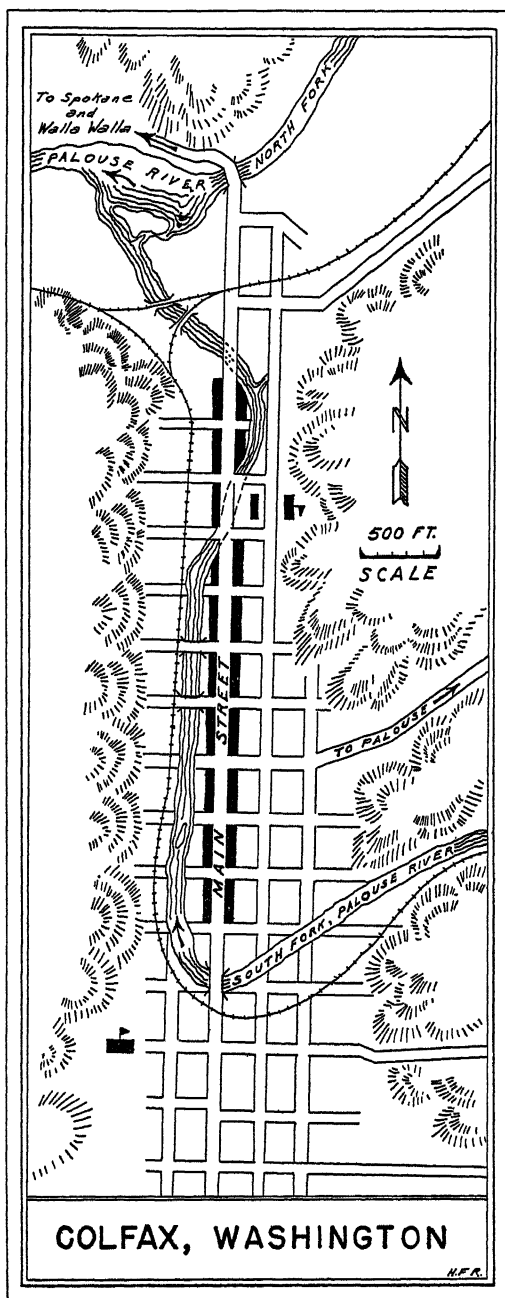 To Spokane
and
Walla Walla
PALOUSE RIVER
NORTH FORK
N
500 FT.
SCALE
MAIN STREET
TO PALOUSE
SOUTH FORK, PALOUSE RIVER
COLFAX, WASHINGTON
H.F.R.